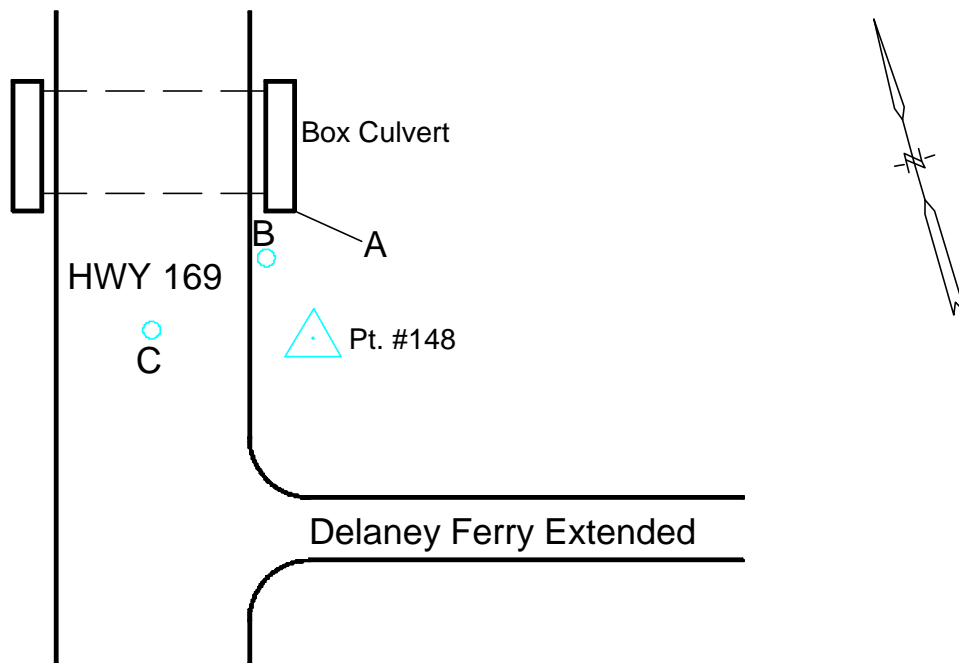 Box Culvert
N
B
A
HWY 169
Pt. #148
C
Delaney Ferry Extended